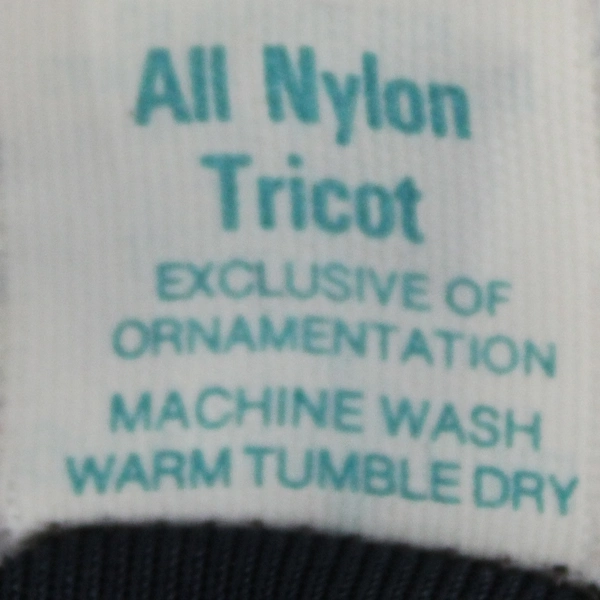 All Nylon
Tricot
EXCLUSIVE OF
ORNAMENTATION
MACHINE WASH
WARM TUMBLE DRY